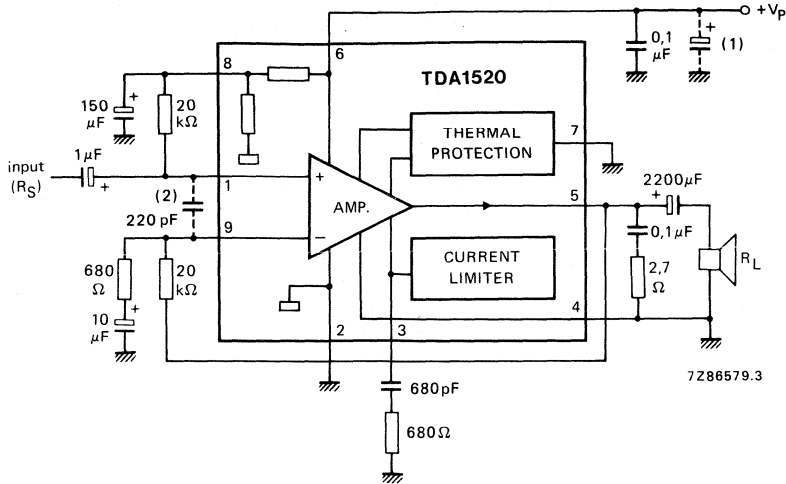 +VP
6
0,1
µF
+
(1)
8
TDA1520
150
µF
+
20
kΩ
THERMAL
PROTECTION
7
input
(RS)
1µF
+
1
(2)
220 pF
+
AMP.
5
2200µF
+
9
−
0,1µF
680
Ω
20
kΩ
CURRENT
LIMITER
2,7
Ω
RL
10
µF
+
2
3
4
7Z86579.3
680pF
680Ω